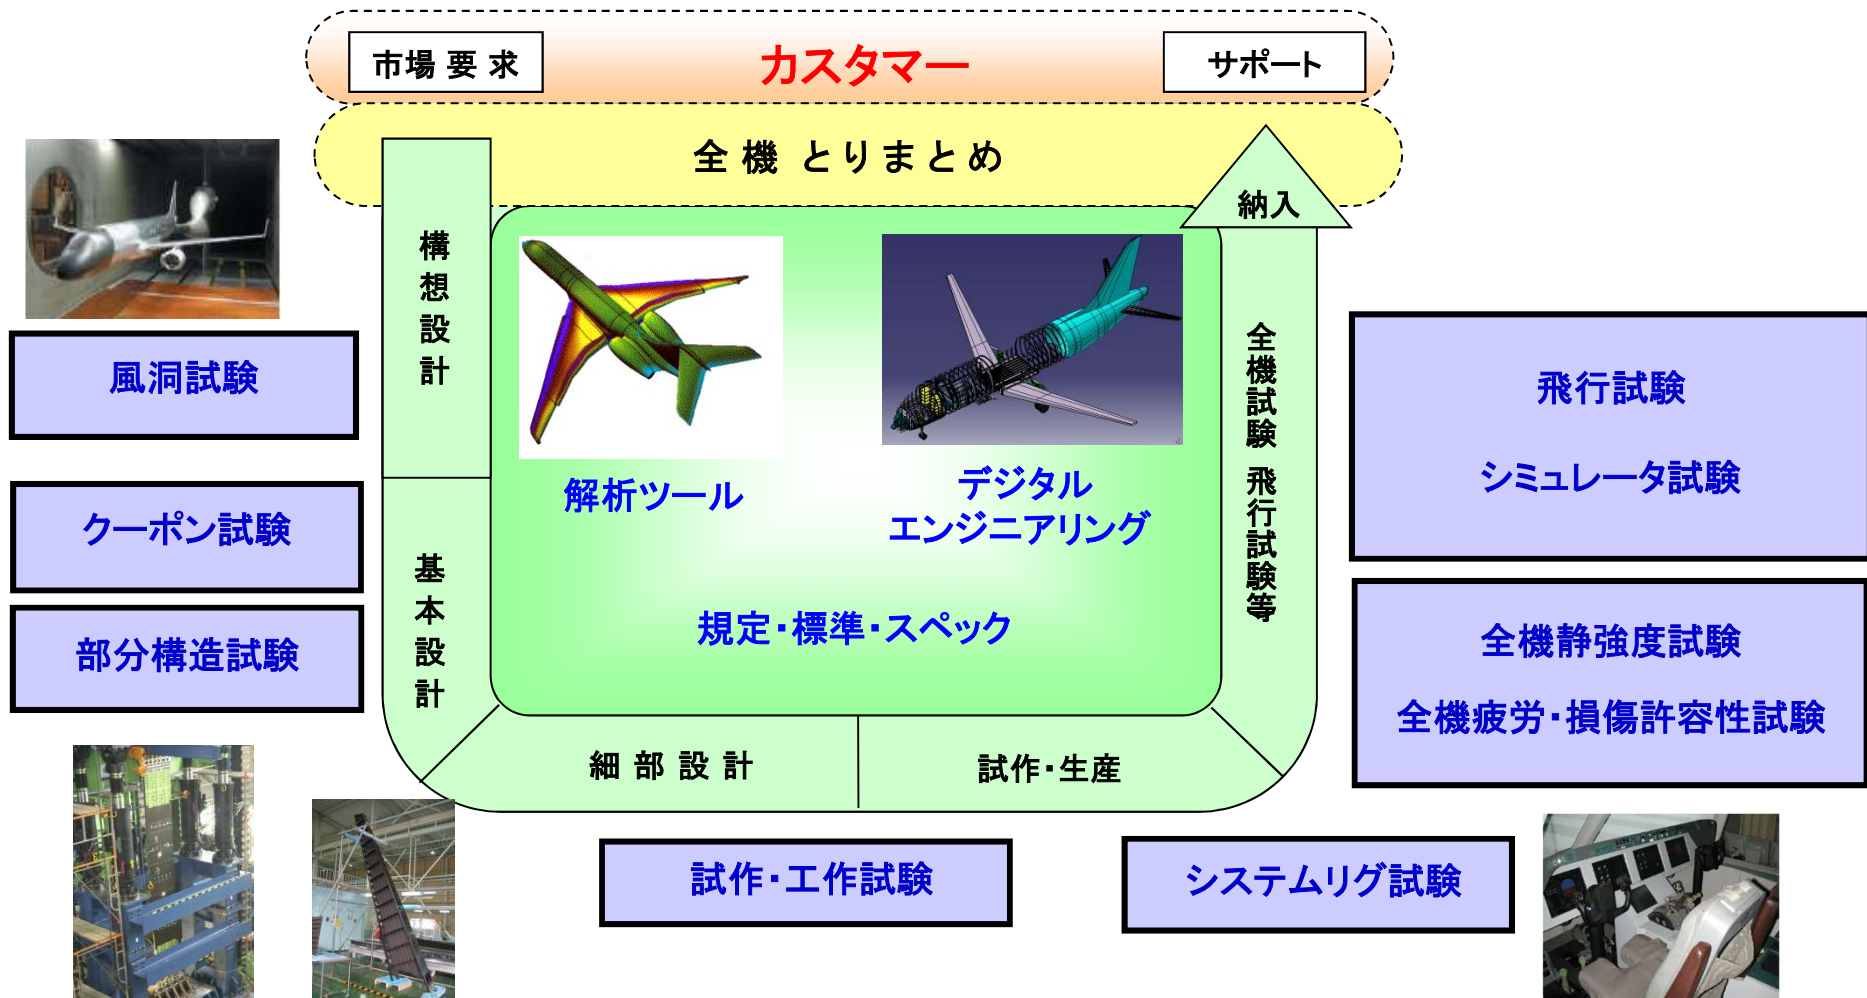 市場要求
カスタマー
サポート
全機とりまとめ
納入
構想設計
基本設計
細部設計
試作・生産
全機試験 飛行試験等
解析ツール
デジタル
エンジニアリング
規定・標準・スペック
風洞試験
クーポン試験
部分構造試験
試作・工作試験
システムリグ試験
飛行試験
シミュレータ試験
全機静強度試験
全機疲労・損傷許容性試験